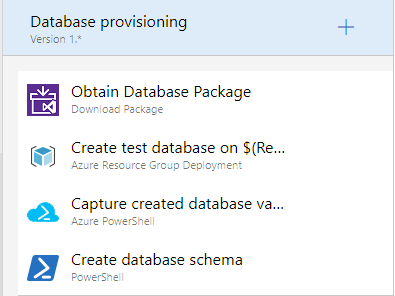 Database provisioning
Version 1.*
Obtain Database Package
Download Package
Create test database on $(Re...
Azure Resource Group Deployment
Capture created database va...
Azure PowerShell
Create database schema
PowerShell